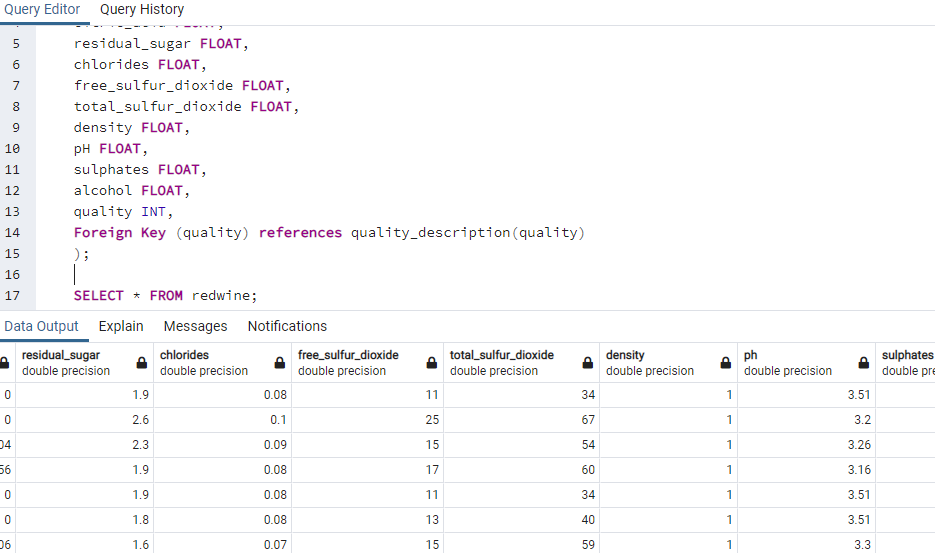 Query Editor Query History
5 residual_sugar FLOAT,
6 chlorides FLOAT,
7 free_sulfur_dioxide FLOAT,
8 total_sulfur_dioxide FLOAT,
9 density FLOAT,
10 pH FLOAT,
11 sulphates FLOAT,
12 alcohol FLOAT,
13 quality INT,
14 Foreign Key (quality) references quality_description(quality)
15 );
16
17 SELECT * FROM redwine;
Data Output Explain Messages Notifications
residual_sugar chlorides free_sulfur_dioxide total_sulfur_dioxide density ph sulphates
double precision double precision double precision double precision double precision double precision double pre
0 1.9 0.08 11 34 1 3.51
0 2.6 0.1 25 67 1 3.2
04 2.3 0.09 15 54 1 3.26
56 1.9 0.08 17 60 1 3.16
0 1.9 0.08 11 34 1 3.51
0 1.8 0.08 13 40 1 3.51
06 1.6 0.07 15 59 1 3.3